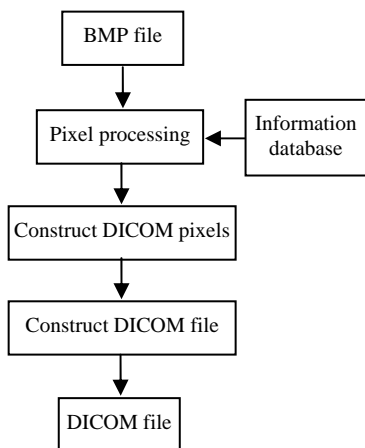 BMP file
Pixel processing
Information
database
Construct DICOM pixels
Construct DICOM file
DICOM file